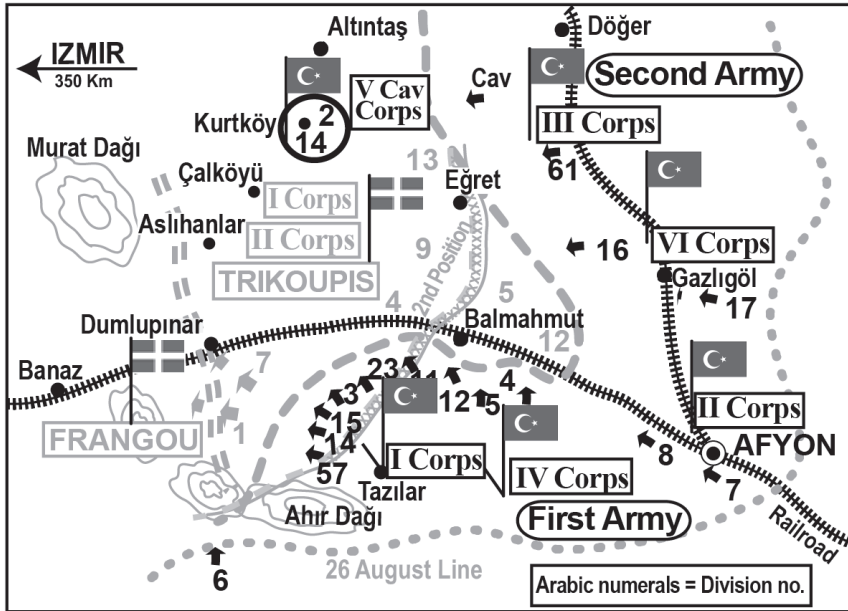 Altıntaş
Döğer
IZMIR
350 Km
Second Army
V Cav
Corps
Cav
2
Kurtköy
14
III Corps
61
Murat Dağı
13
Çalköyü
I Corps
Eğret
Aslıhanlar
II Corps
9
2nd Position
16
VI Corps
TRIKOUPIS
Gazlıgöl
17
5
4
Dumlupınar
Balmahmut
12
7
Banaz
23
11
3
12
5
4
II Corps
15
1
FRANGOU
14
I Corps
8
AFYON
57
Tazılar
IV Corps
7
Ahır Dağı
First Army
Railroad
6
26 August Line
Arabic numerals = Division no.